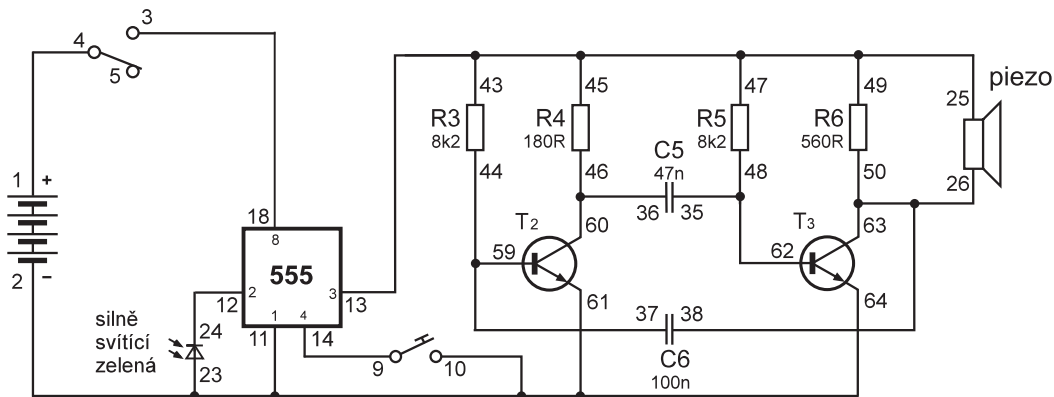 3
4
5
43
45
47
49
piezo
25
R3
8k2
R4
180R
R5
8k2
R6
560R
C5
47n
44
46
48
50
26
1
+
36
35
18
T2
60
T3
63
8
59
62
2
−
555
12
2
3
13
61
64
37
38
silně
svítící
zelená
24
1
4
11
14
23
9
10
C6
100n